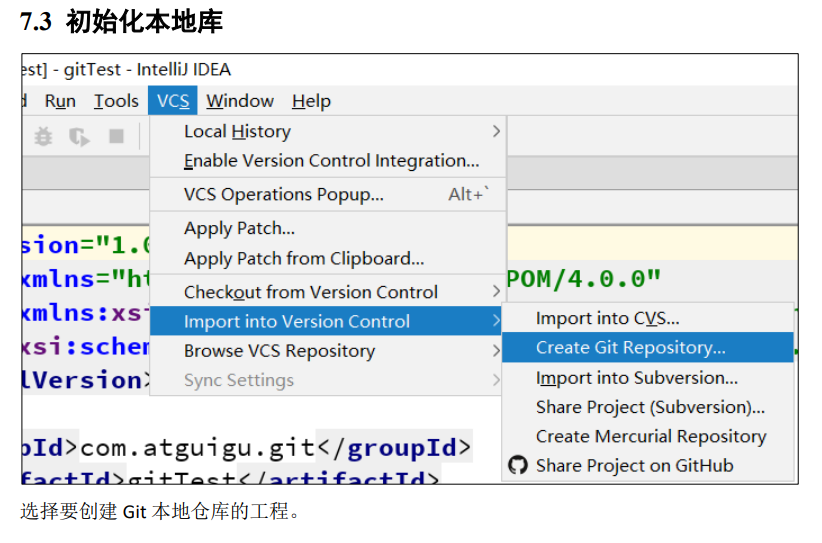 7.3 初始化本地库
est] - gitTest - IntelliJ IDEA
Run Tools VCS Window Help
Local History
Enable Version Control Integration...
VCS Operations Popup... Alt+`
Apply Patch...
Apply Patch from Clipboard...
Checkout from Version Control
Import into Version Control
Browse VCS Repository
Sync Settings
Import into CVS...
Create Git Repository...
Import into Subversion...
Share Project (Subversion)...
Create Mercurial Repository
Share Project on GitHub
sion="1.0
xmlns="ht POM/4.0.0"
xmlns:xsi
xsi:schem
lVersion>
pId>com.atguigu.git</groupId>
factId>gitTest</artifactId>
选择要创建 Git 本地仓库的工程。